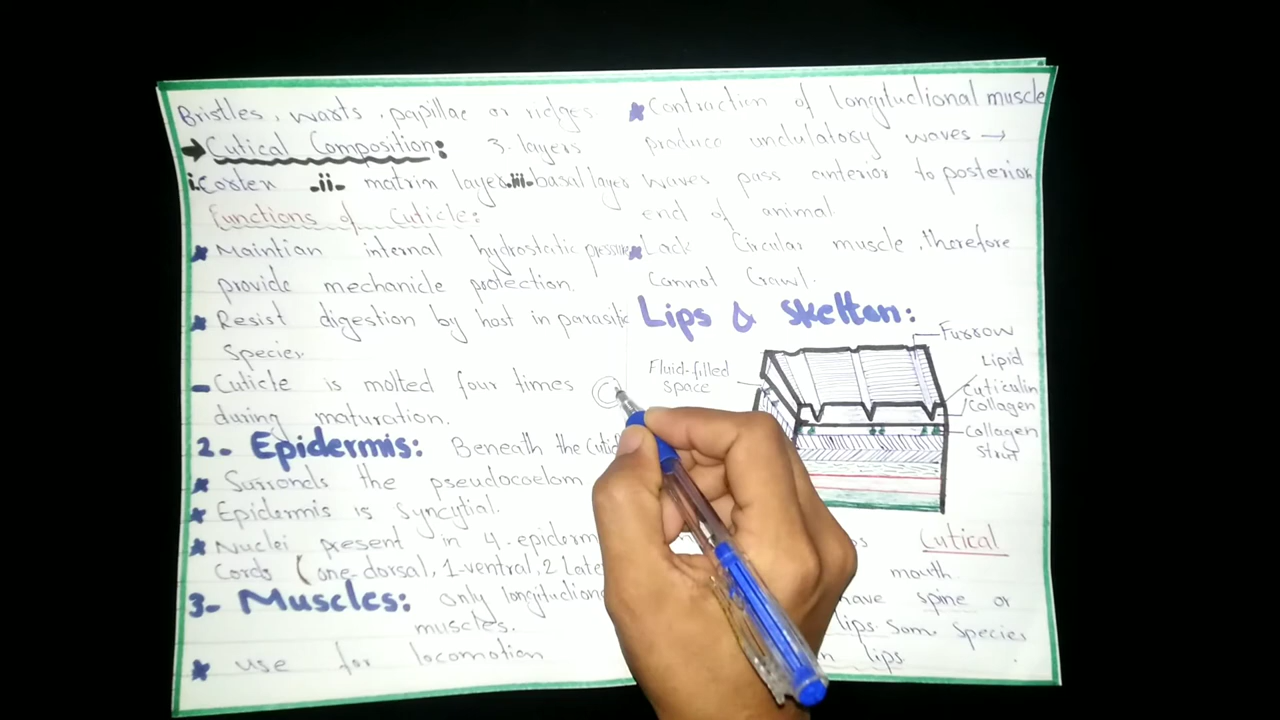 Bristles, warts, papillae or ridges.
→ Cutical Composition: 3-layers
i. Cortex -ii- matrin layer -iii- basal layer
Functions of Cuticle:
* Maintian internal hydrostatic pressure
provide mechanicle protection.
* Resist digestion by host in parasitic
Species
- Cuticle is molted four times
during maturation.
2- Epidermis: Beneath the Cutic
* Surronds the pseudocoelom
* Epidermis is Syncytial.
* Nuclei present in 4-epiderm
Cords (one-dorsal, 1-ventral, 2 Late
3- Muscles: only longitudiona
muscles.
* use for locomotion
* Contraction of longitudional muscle
produce undulatory waves →
waves pass anterior to posterior
end of animal.
* Lack Circular muscle, therefore
Cannot Crawl.
Lips & skelton:
Furrow
Fluid-filled
space
Lipid
Cuticulin
Collagen
Collagen
strut
Cutical
mouth
have spine or
lips. Som species
lips.